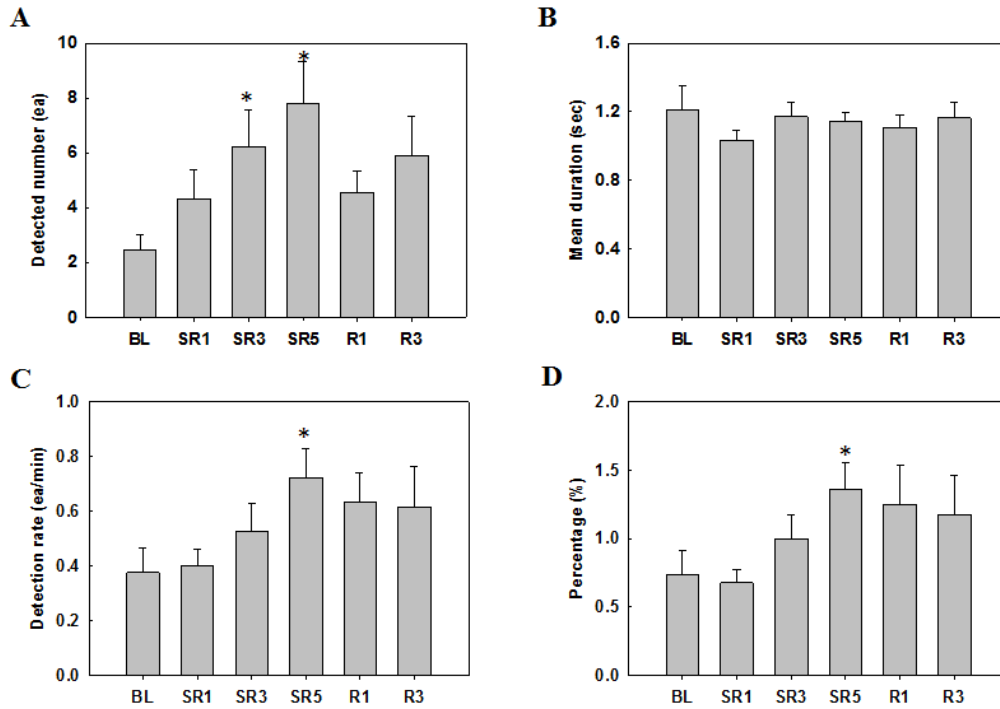 A
Detected number (ea)
10
8
6
4
2
0
*
*
BL SR1 SR3 SR5 R1 R3
B
Mean duration (sec)
1.6
1.2
0.8
0.4
0.0
BL SR1 SR3 SR5 R1 R3
C
Detection rate (ea/min)
1.0
0.8
0.6
0.4
0.2
0.0
*
BL SR1 SR3 SR5 R1 R3
D
Percentage (%)
2.0
1.5
1.0
0.5
0.0
*
BL SR1 SR3 SR5 R1 R3